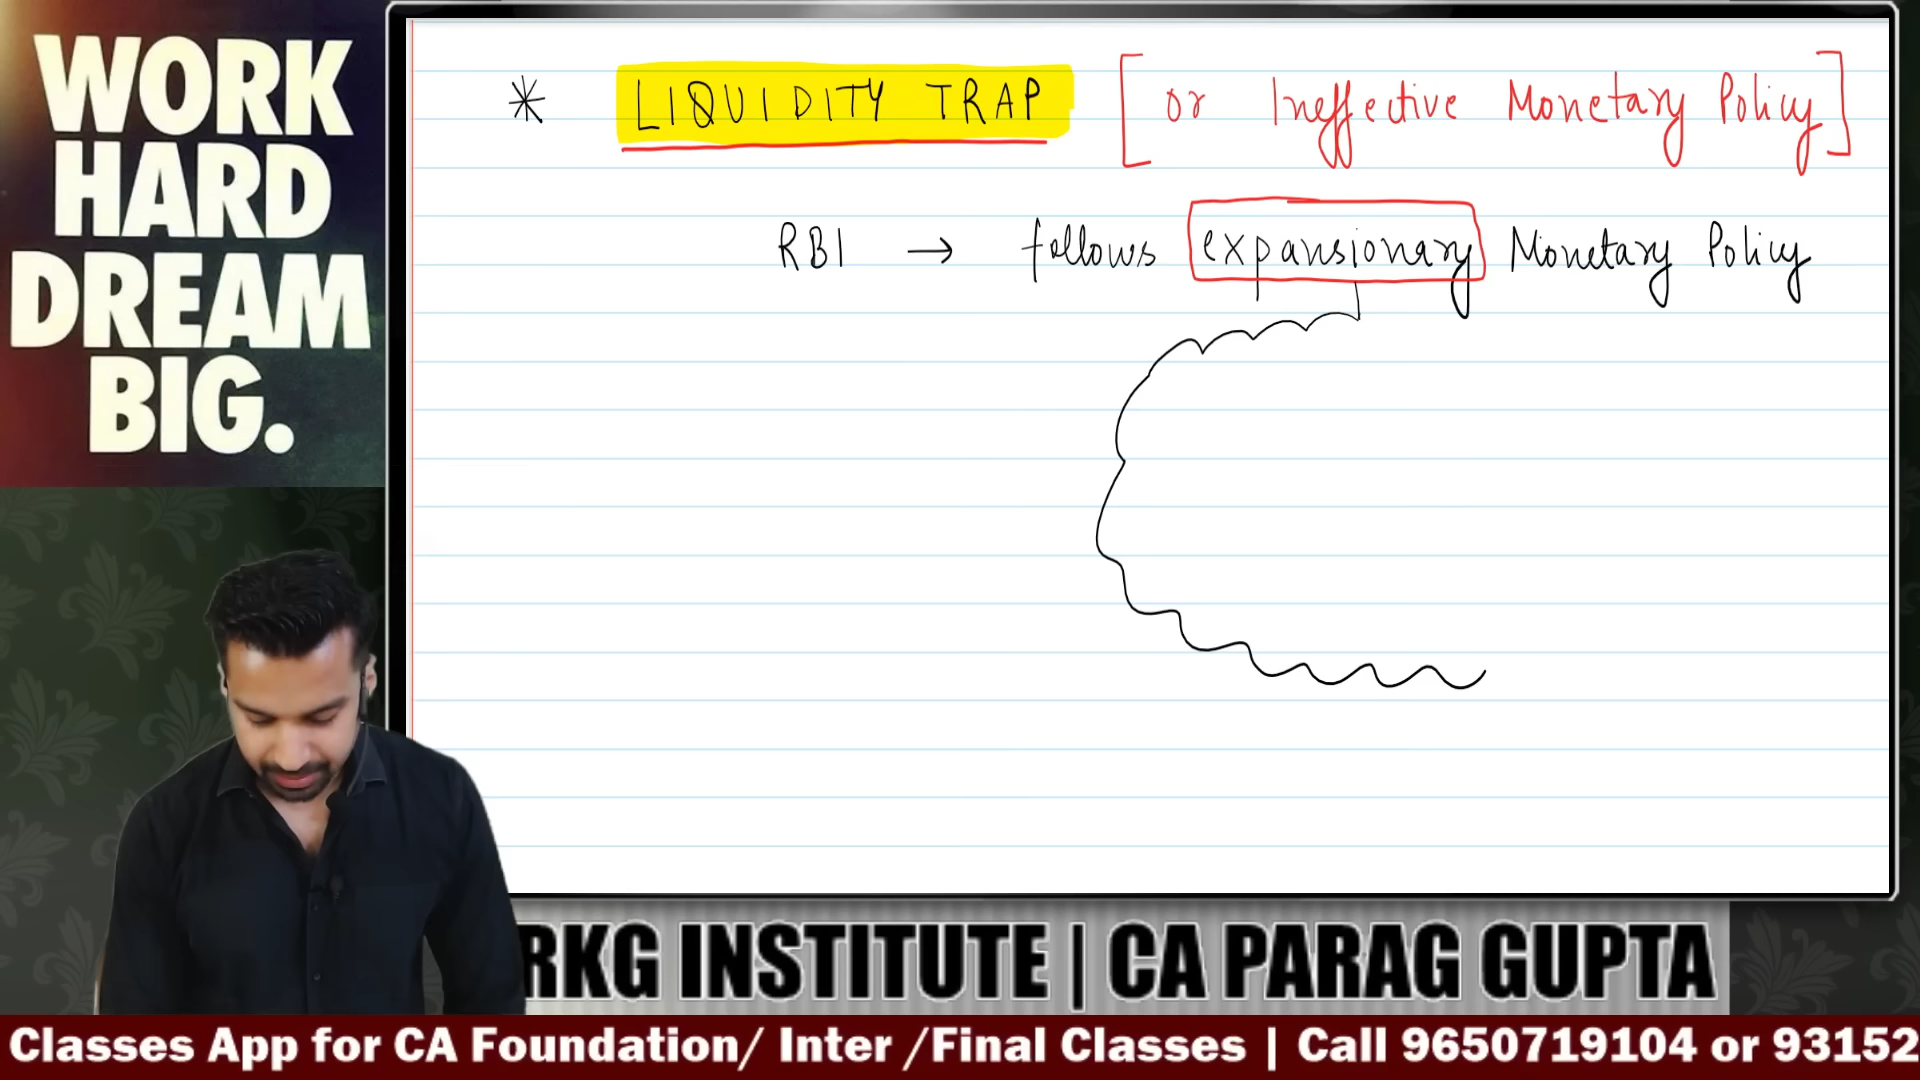 WORK
HARD
DREAM
BIG.
* LIQUIDITY TRAP [or Ineffective Monetary Policy]
RBI → follows expansionary Monetary Policy
RKG INSTITUTE | CA PARAG GUPTA
Classes App for CA Foundation/ Inter /Final Classes | Call 9650719104 or 93152